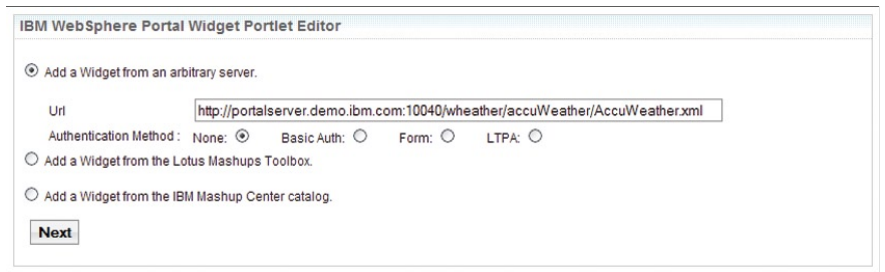 IBM WebSphere Portal Widget Portlet Editor
Add a Widget from an arbitrary server.
Url http://portalserver.demo.ibm.com:10040/wheather/accuWeather/AccuWeather.xml
Authentication Method : None: Basic Auth: Form: LTPA:
Add a Widget from the Lotus Mashups Toolbox.
Add a Widget from the IBM Mashup Center catalog.
Next